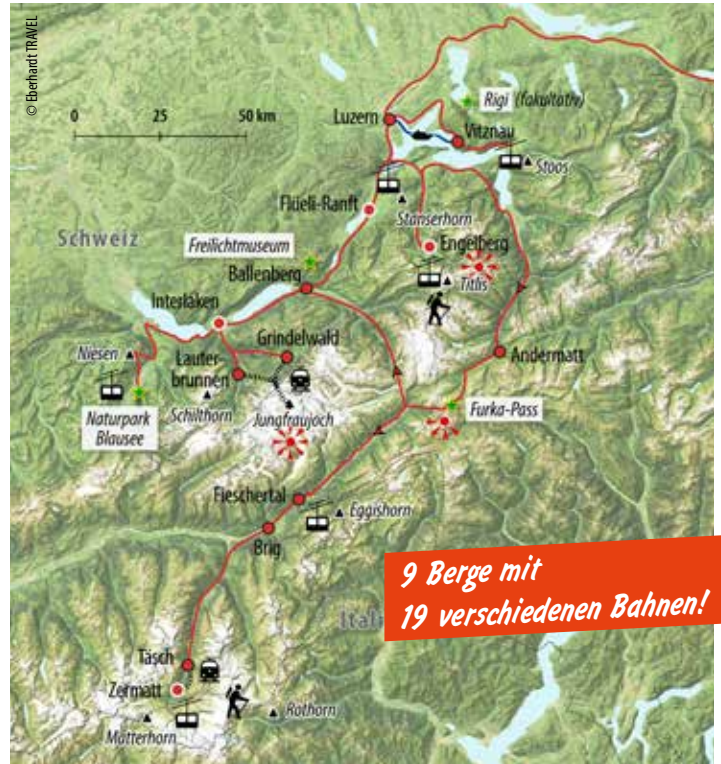 © Eberhardt TRAVEL
0 25 50 km
Luzern
Rigi (fakultativ)
Vitznau
Stoos
Flüeli-Ranft
Stanserhorn
Schweiz
Freilichtmuseum
Engelberg
Ballenberg
Titlis
Interlaken
Grindelwald
Niesen
Lauter-
brunnen
Andermatt
Schilthorn
Jungfraujoch
Furka-Pass
Naturpark
Blausee
Fieschertal
Eggishorn
Brig
9 Berge mit
19 verschiedenen Bahnen!
Itali
Täsch
Zermatt
Rothorn
Matterhorn